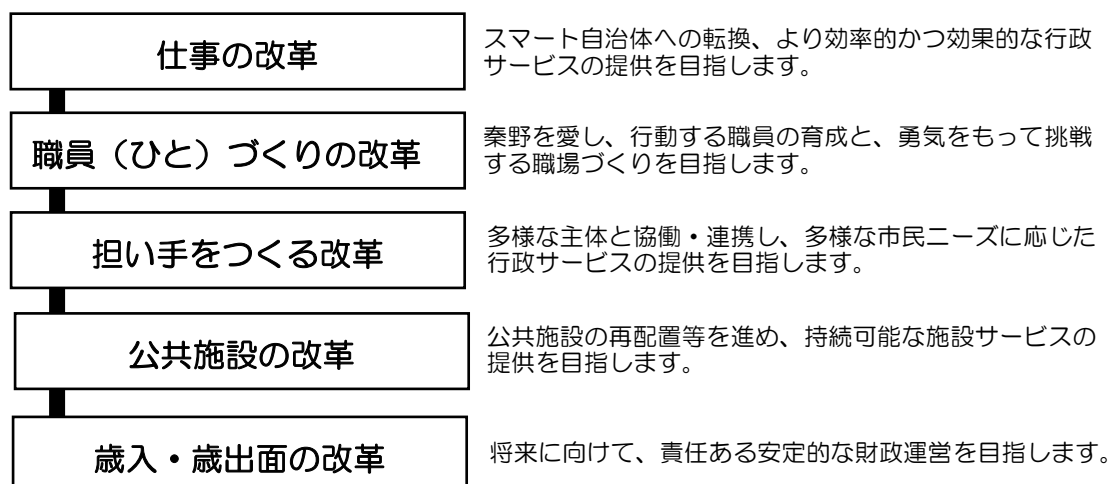 仕事の改革
スマート自治体への転換、より効率的かつ効果的な行政
サービスの提供を目指します。
職員（ひと）づくりの改革
秦野を愛し、行動する職員の育成と、勇気をもって挑戦
する職場づくりを目指します。
担い手をつくる改革
多様な主体と協働・連携し、多様な市民ニーズに応じた
行政サービスの提供を目指します。
公共施設の改革
公共施設の再配置等を進め、持続可能な施設サービスの
提供を目指します。
歳入・歳出面の改革
将来に向けて、責任ある安定的な財政運営を目指します。